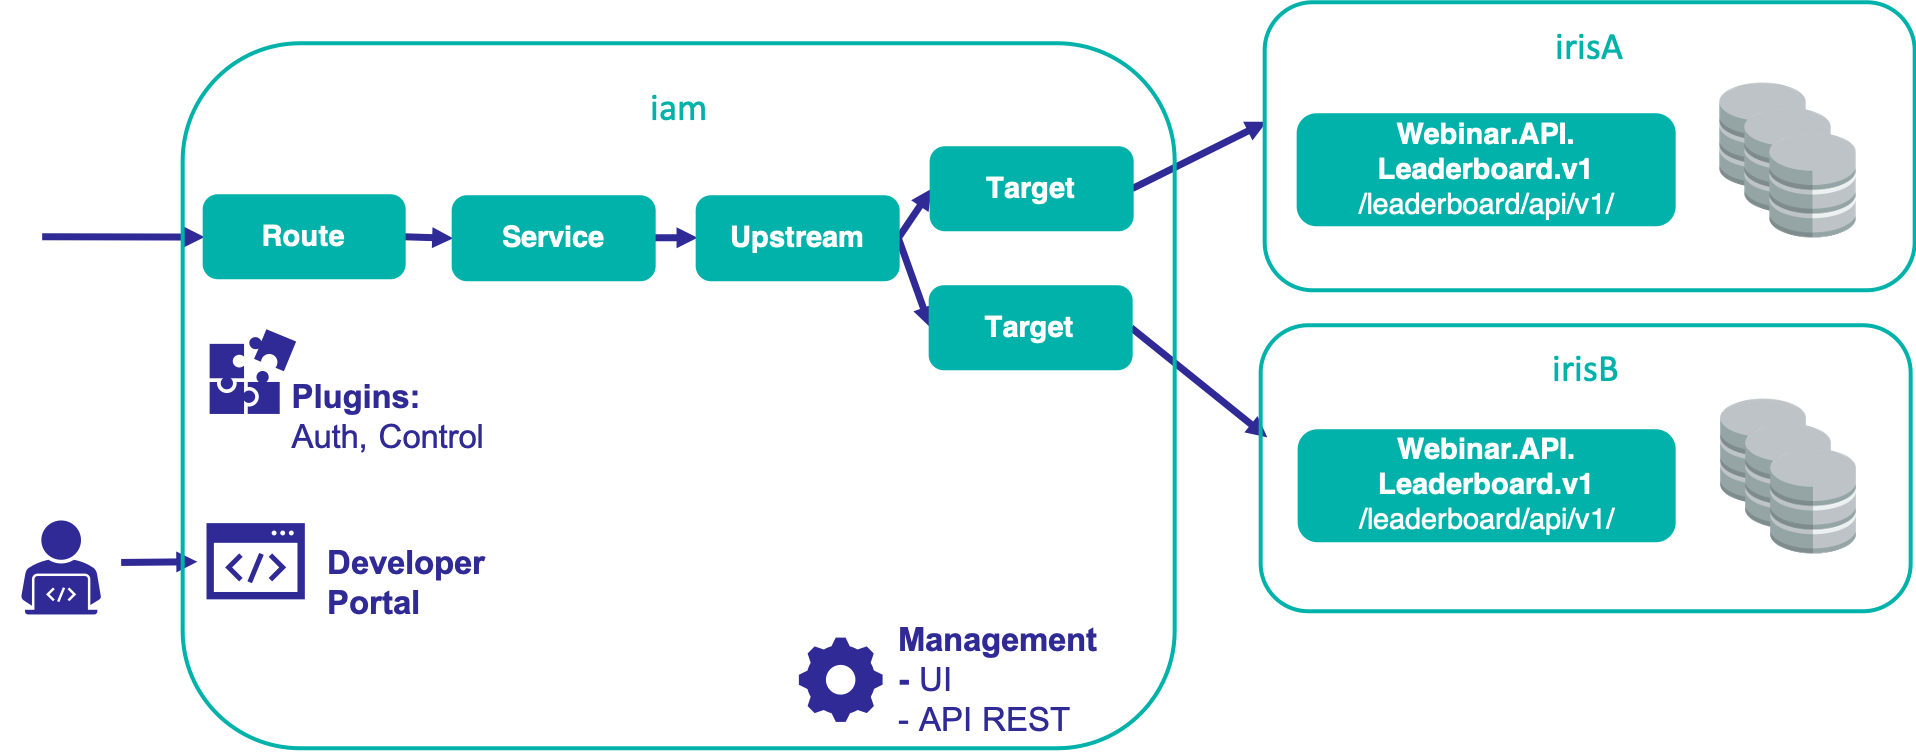 iam
Route
Service
Upstream
Target
Target
Plugins:
Auth, Control
</>
</>
Developer
Portal
Management
- UI
- API REST
irisA
Webinar.API.
Leaderboard.v1
/leaderboard/api/v1/
irisB
Webinar.API.
Leaderboard.v1
/leaderboard/api/v1/